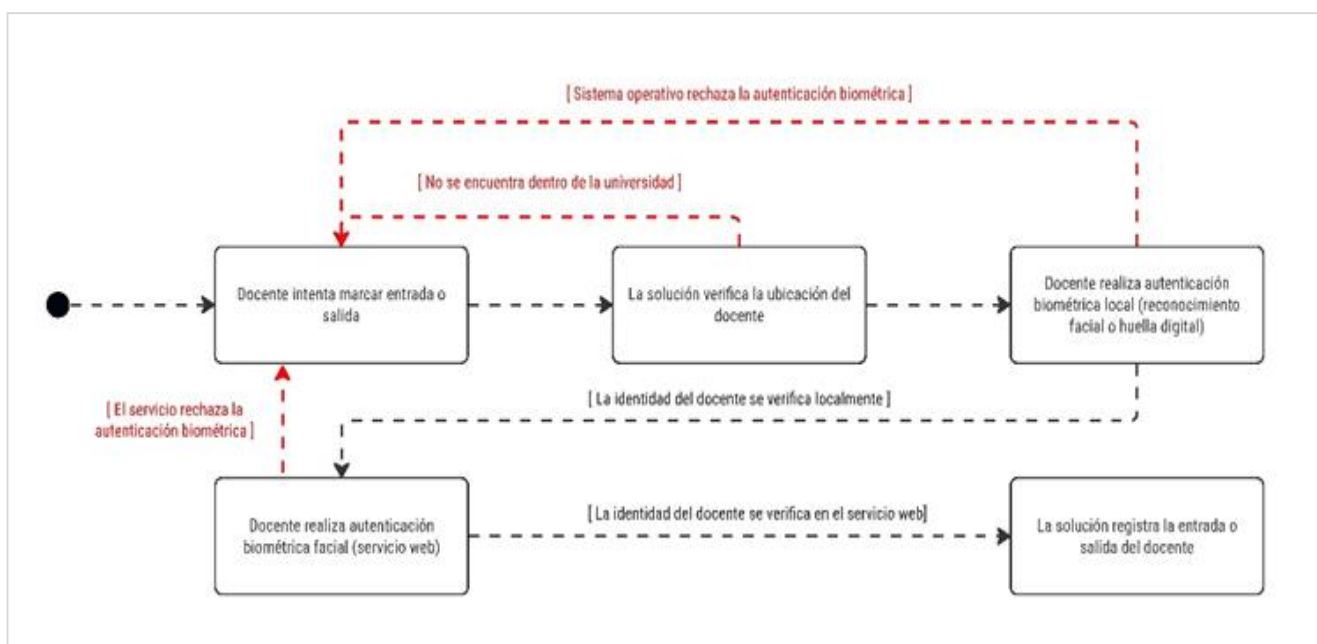 [ Sistema operativo rechaza la autenticación biométrica ]
[ No se encuentra dentro de la universidad ]
Docente intenta marcar entrada o
salida
La solución verifica la ubicación del
docente
Docente realiza autenticación
biométrica local (reconocimiento
facial o huella digital)
[ El servicio rechaza la
autenticación biométrica ]
[ La identidad del docente se verifica localmente ]
Docente realiza autenticación
biométrica facial (servicio web)
[ La identidad del docente se verifica en el servicio web]
La solución registra la entrada o
salida del docente